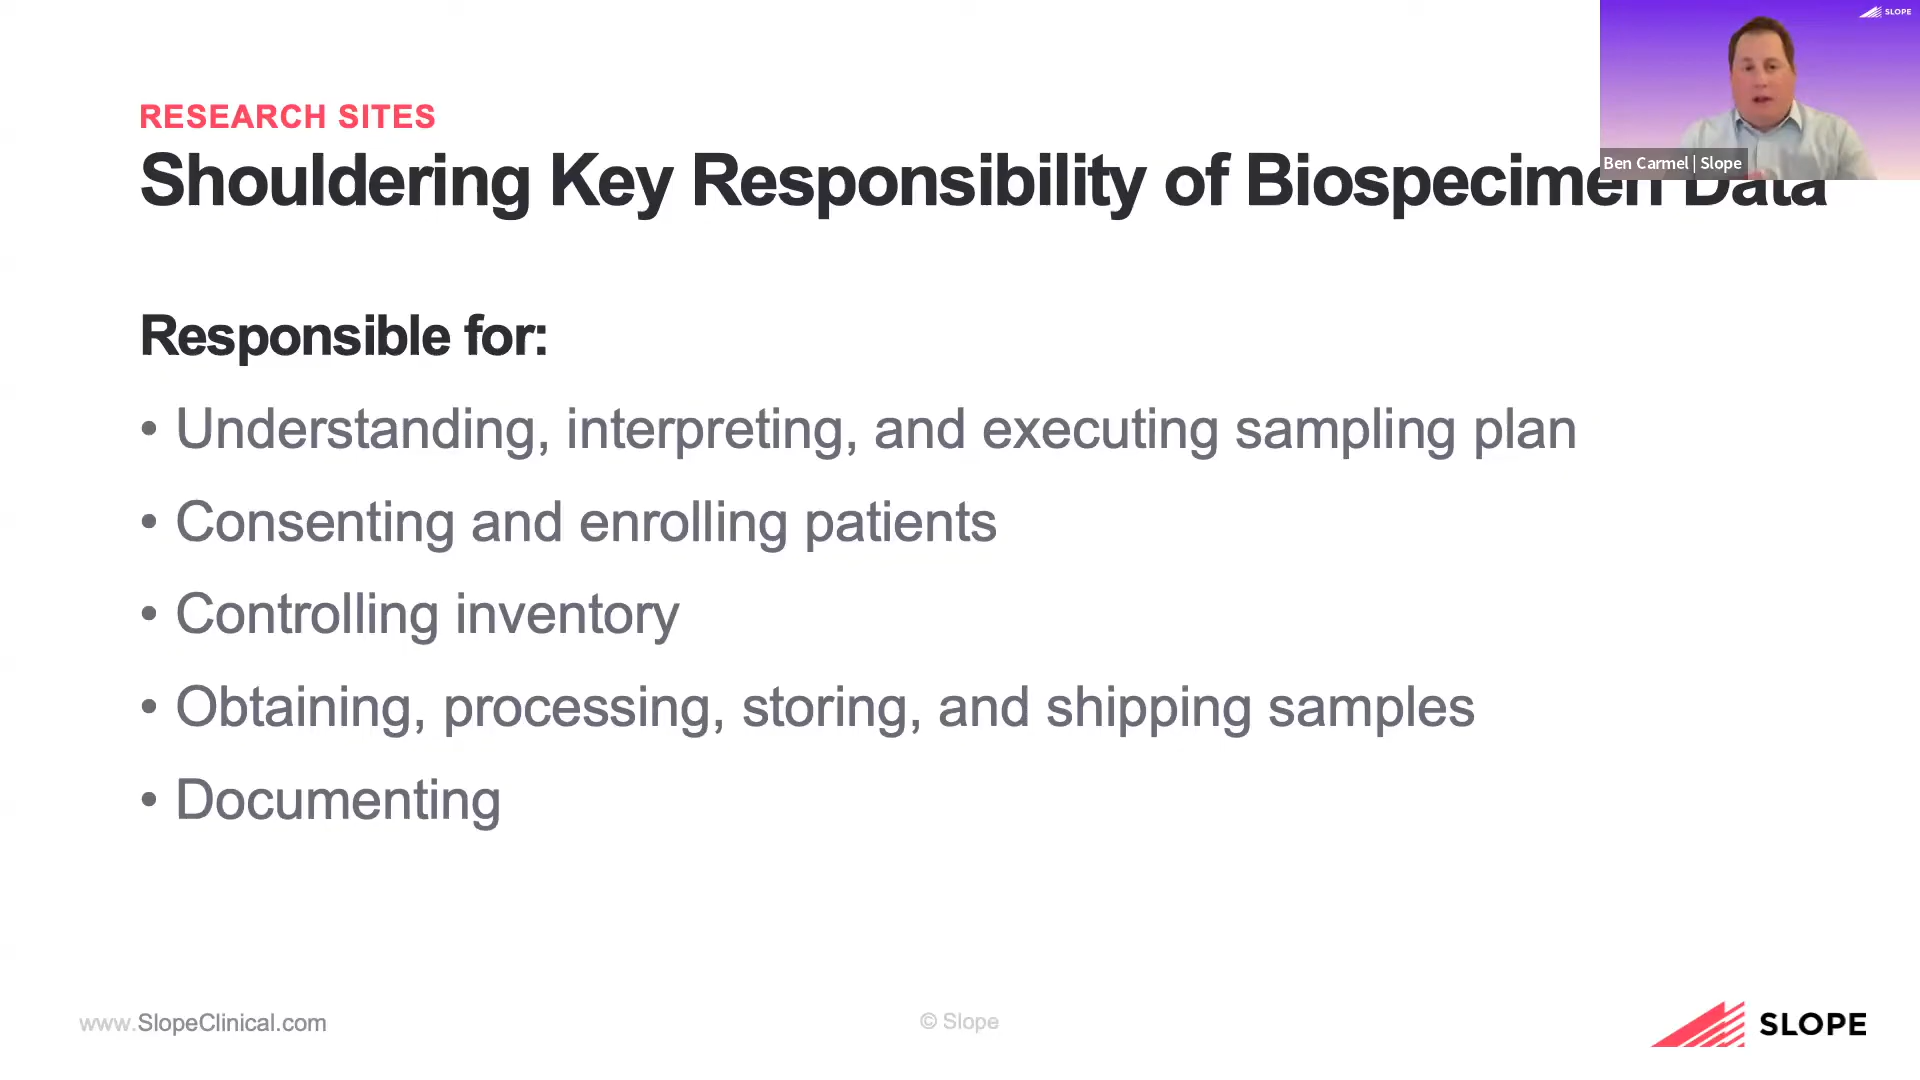 SLOPE
Ben Carmel | Slope
RESEARCH SITES
Shouldering Key Responsibility of Biospecimen Data
Responsible for:
• Understanding, interpreting, and executing sampling plan
• Consenting and enrolling patients
• Controlling inventory
• Obtaining, processing, storing, and shipping samples
• Documenting
www.SlopeClinical.com
© Slope
SLOPE